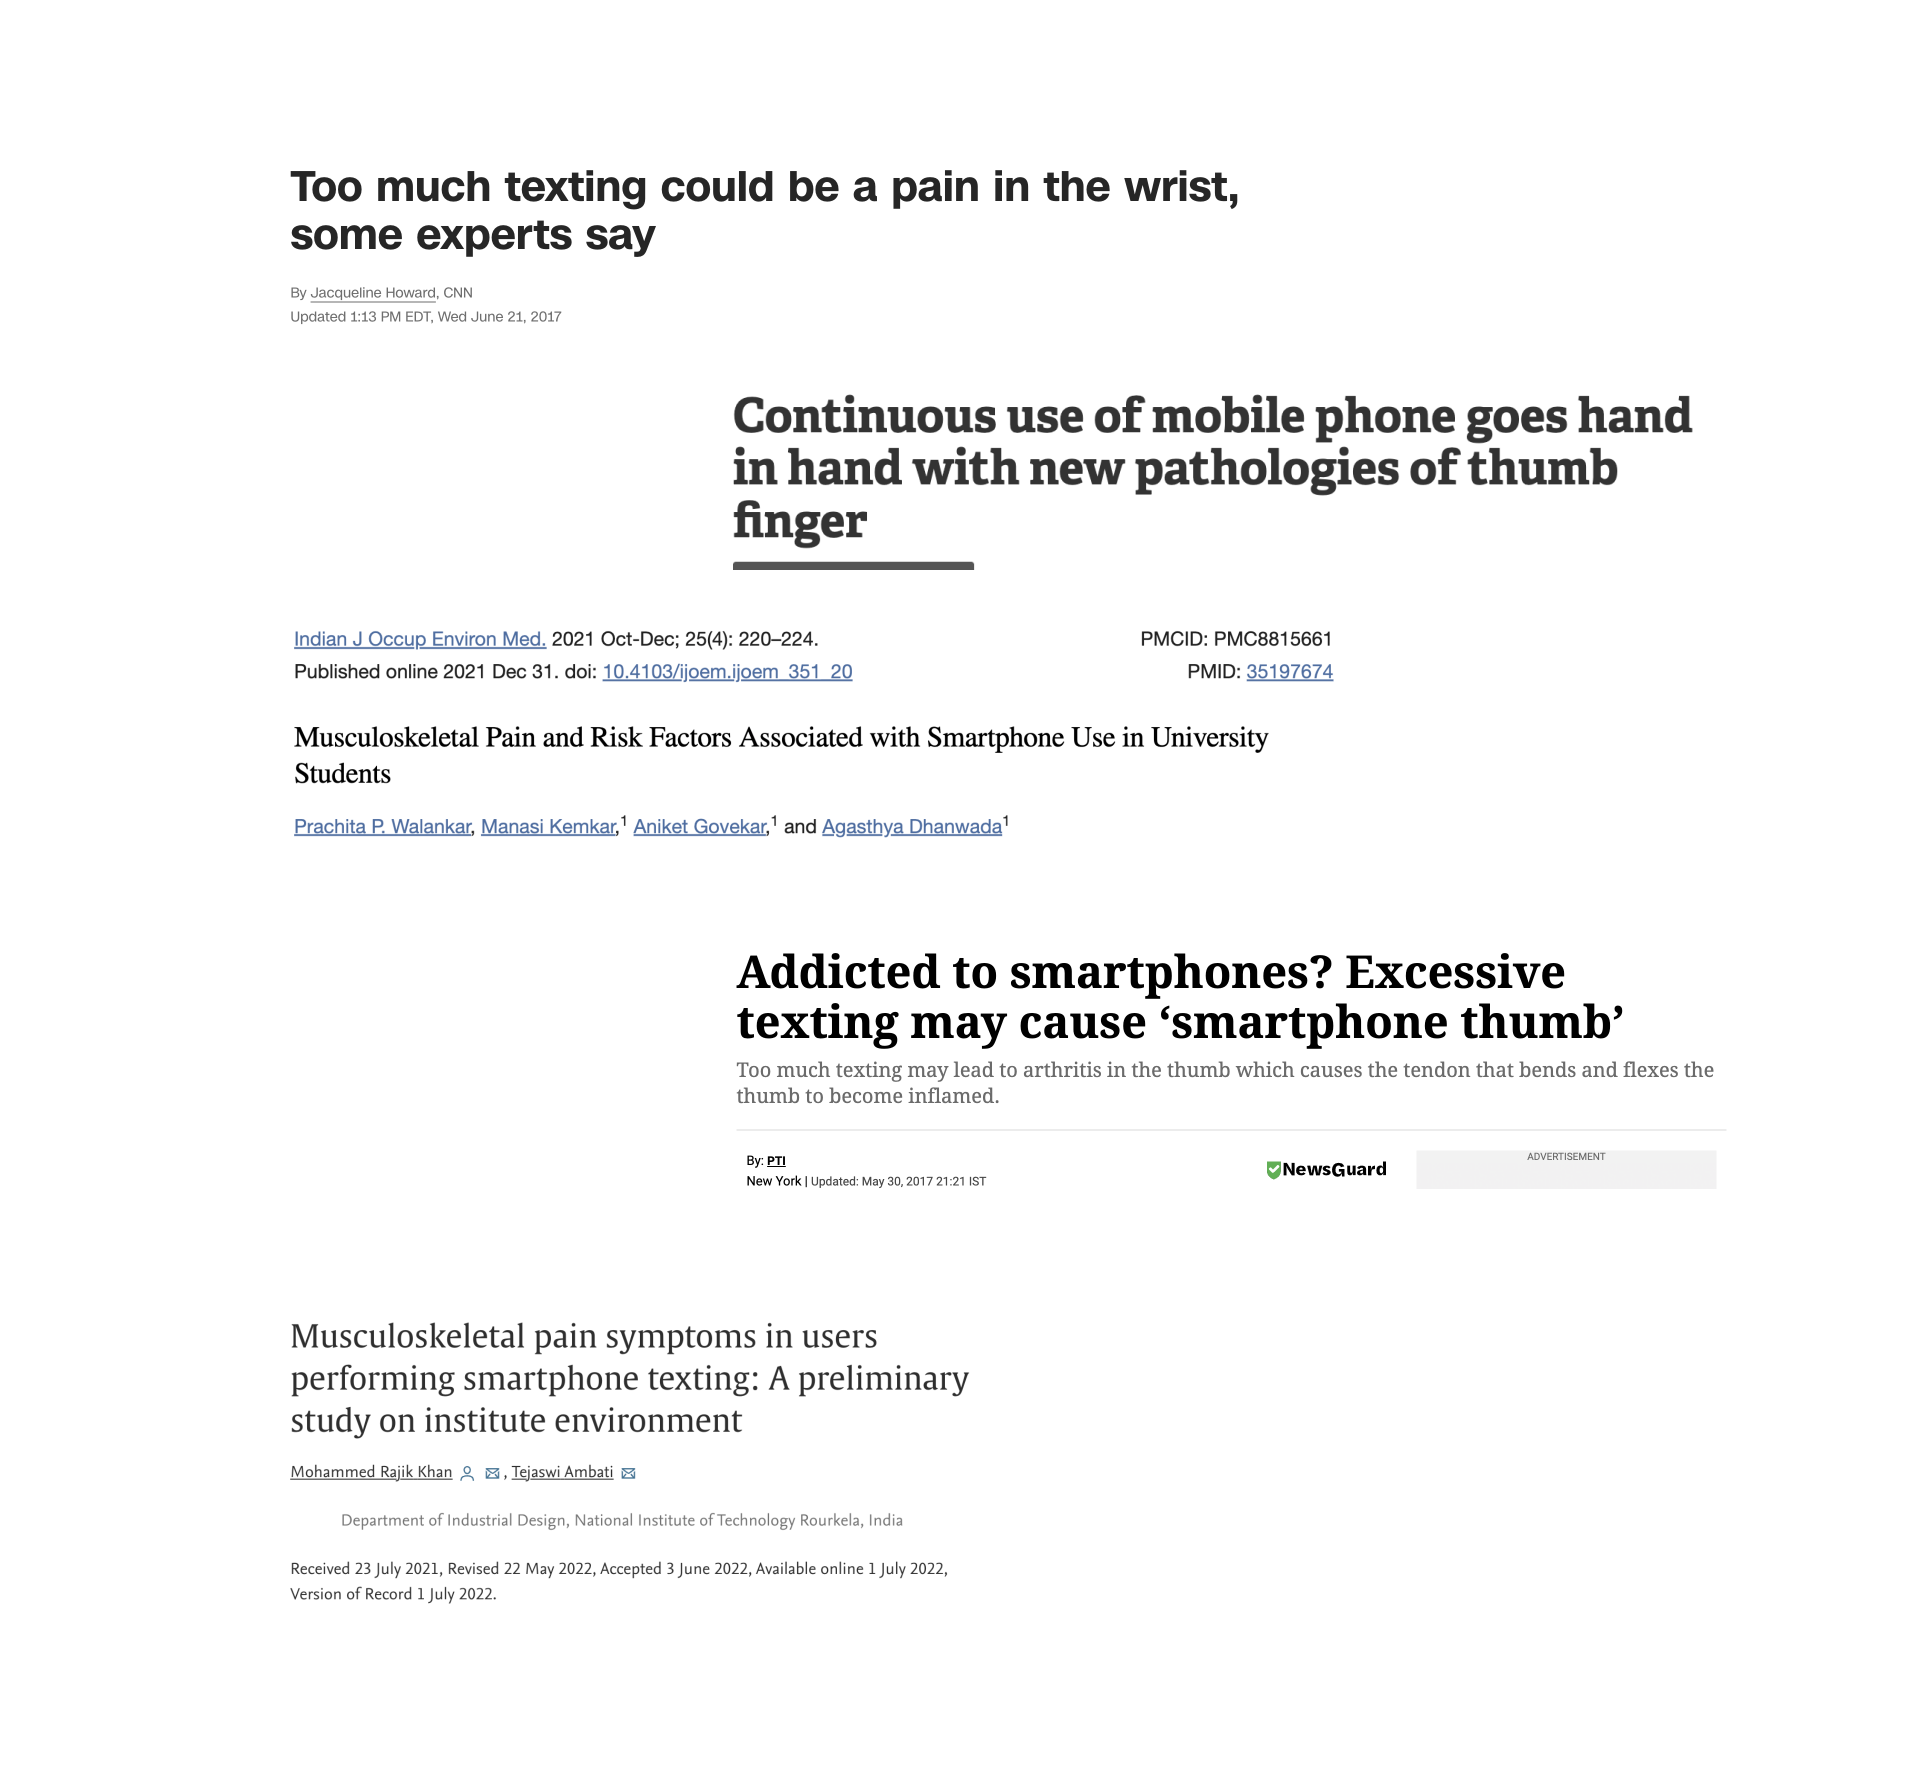 Too much texting could be a pain in the wrist,
some experts say
By Jacqueline Howard, CNN
Updated 1:13 PM EDT, Wed June 21, 2017
Continuous use of mobile phone goes hand
in hand with new pathologies of thumb
finger
Indian J Occup Environ Med. 2021 Oct-Dec; 25(4): 220–224.
PMCID: PMC8815661
Published online 2021 Dec 31. doi: 10.4103/ijoem.ijoem_351_20
PMID: 35197674
Musculoskeletal Pain and Risk Factors Associated with Smartphone Use in University
Students
Prachita P. Walankar, Manasi Kemkar,1 Aniket Govekar,1 and Agasthya Dhanwada1
Addicted to smartphones? Excessive
texting may cause ‘smartphone thumb’
Too much texting may lead to arthritis in the thumb which causes the tendon that bends and flexes the
thumb to become inflamed.
By: PTI
New York | Updated: May 30, 2017 21:21 IST
NewsGuard
ADVERTISEMENT
Musculoskeletal pain symptoms in users
performing smartphone texting: A preliminary
study on institute environment
Mohammed Rajik Khan , Tejaswi Ambati
Department of Industrial Design, National Institute of Technology Rourkela, India
Received 23 July 2021, Revised 22 May 2022, Accepted 3 June 2022, Available online 1 July 2022,
Version of Record 1 July 2022.